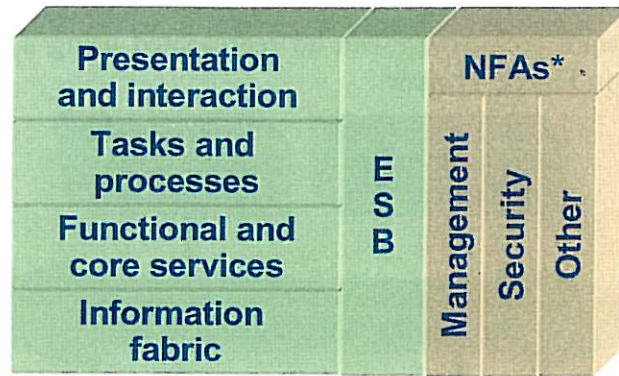 Presentation
and interaction
Tasks and
processes
Functional and
core services
Information
fabric
E
S
B
NFAs*
Management
Security
Other